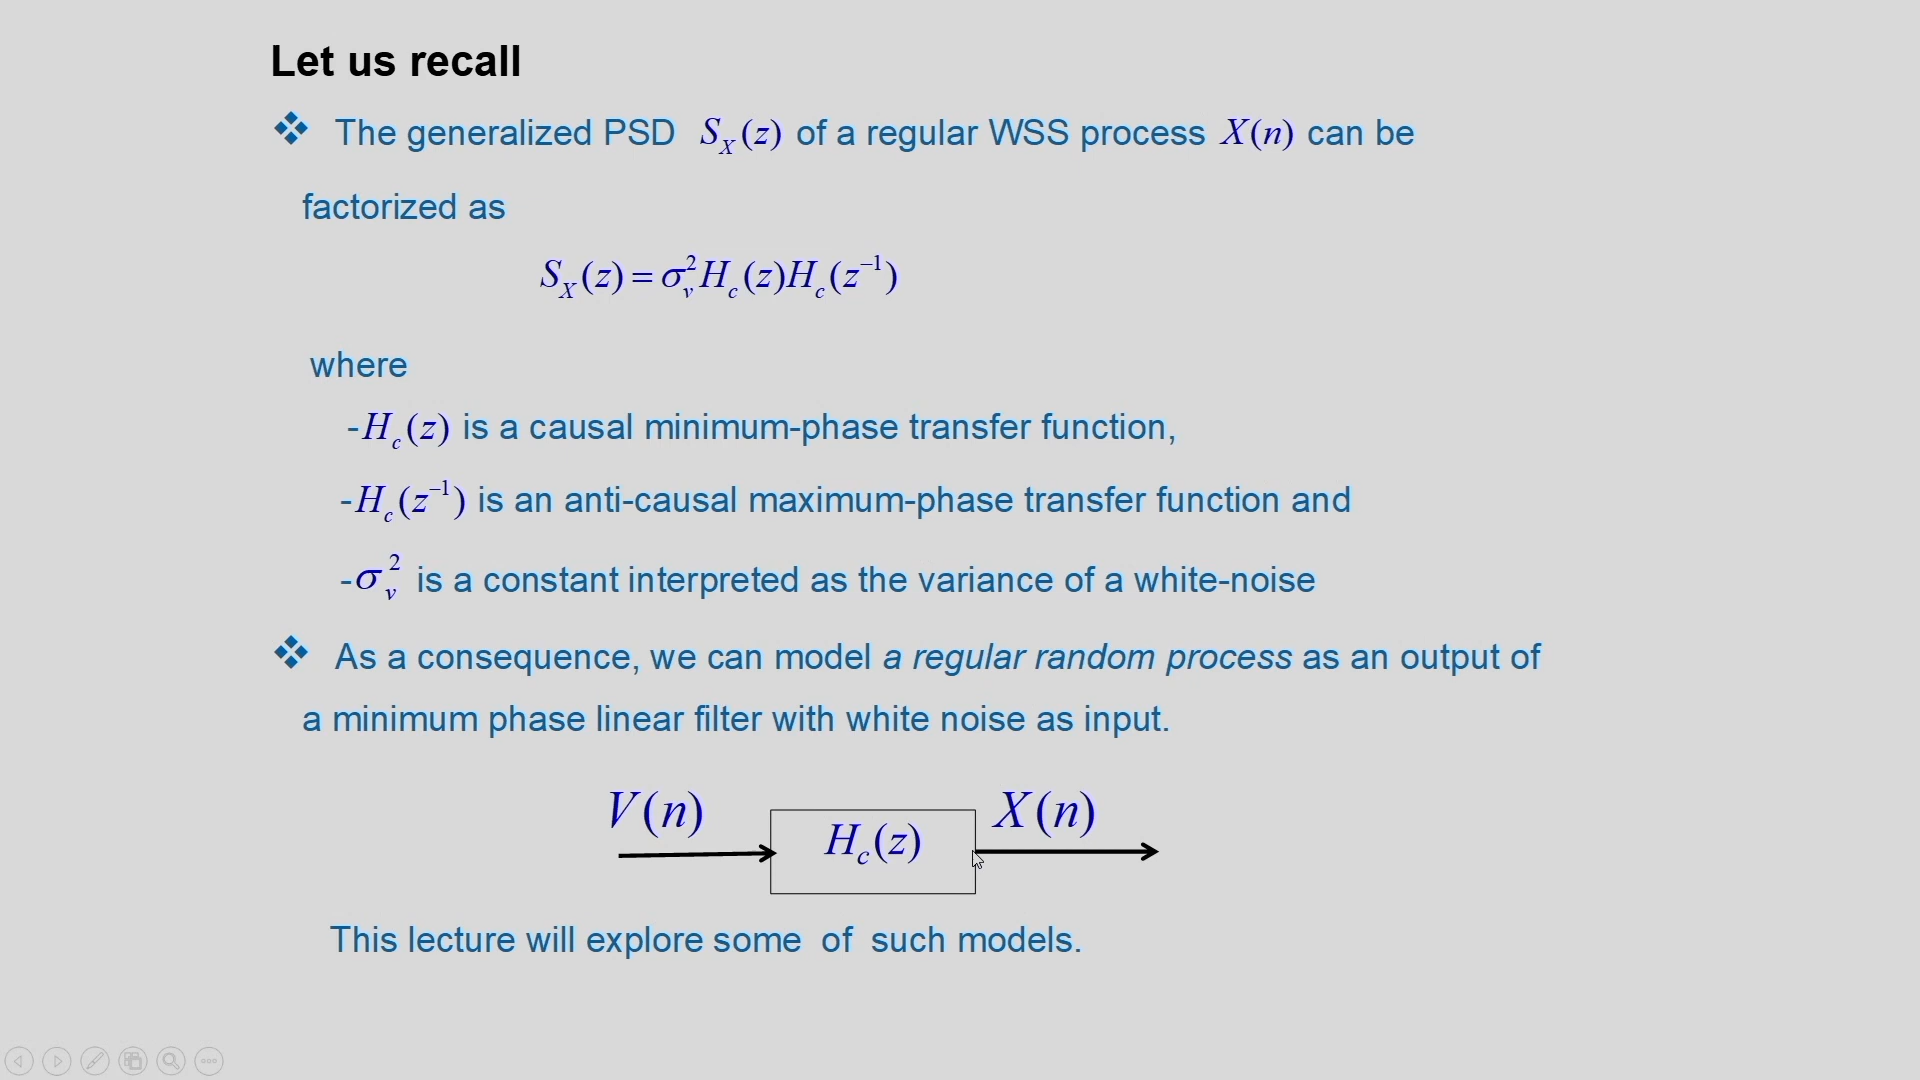 Let us recall
❖ The generalized PSD S_X(z) of a regular WSS process X(n) can be
factorized as
S_X(z) = σ_v^2 H_c(z)H_c(z^{-1})
where
-H_c(z) is a causal minimum-phase transfer function,
-H_c(z^{-1}) is an anti-causal maximum-phase transfer function and
-σ_v^2 is a constant interpreted as the variance of a white-noise
❖ As a consequence, we can model a regular random process as an output of
a minimum phase linear filter with white noise as input.
V(n) H_c(z) X(n)
This lecture will explore some of such models.